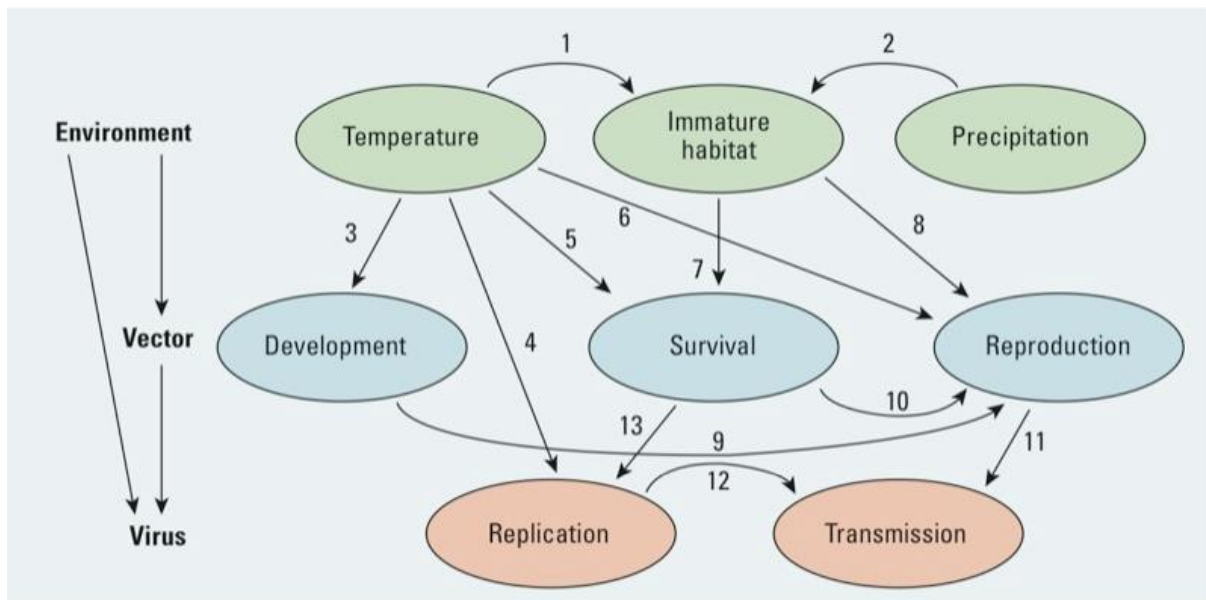 1
2
Environment
Temperature
Immature
habitat
Precipitation
3
5
6
7
8
Vector
Development
4
Survival
Reproduction
13
9
10
11
12
Virus
Replication
Transmission